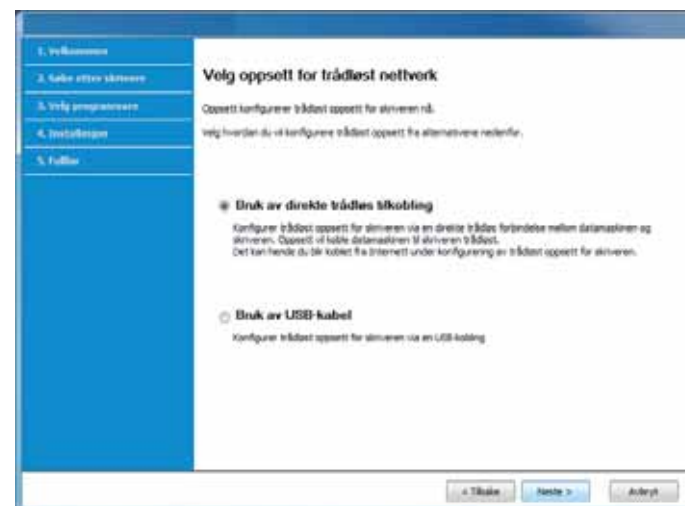 1. Velkommen
2. Søke etter skrivere
3. Velg programvare
4. Installasjon
5. Fullfør
Velg oppsett for trådløst nettverk
Oppsett konfigurerer trådløst oppsett for skriveren nå.
Velg hvordan du vil konfigurere trådløst oppsett fra alternativene nedenfor.
Bruk av direkte trådløs tilkobling
Konfigurer trådløst oppsett for skriveren via en direkte trådløs forbindelse mellom datamaskinen og
skriveren. Oppsett vil koble datamaskinen til skriveren trådløst.
Det kan hende du blir koblet fra Internett under konfigurering av trådløst oppsett for skriveren.
Bruk av USB-kabel
Konfigurer trådløst oppsett for skriveren via en USB-kobling
< Tilbake
Neste >
Avbryt